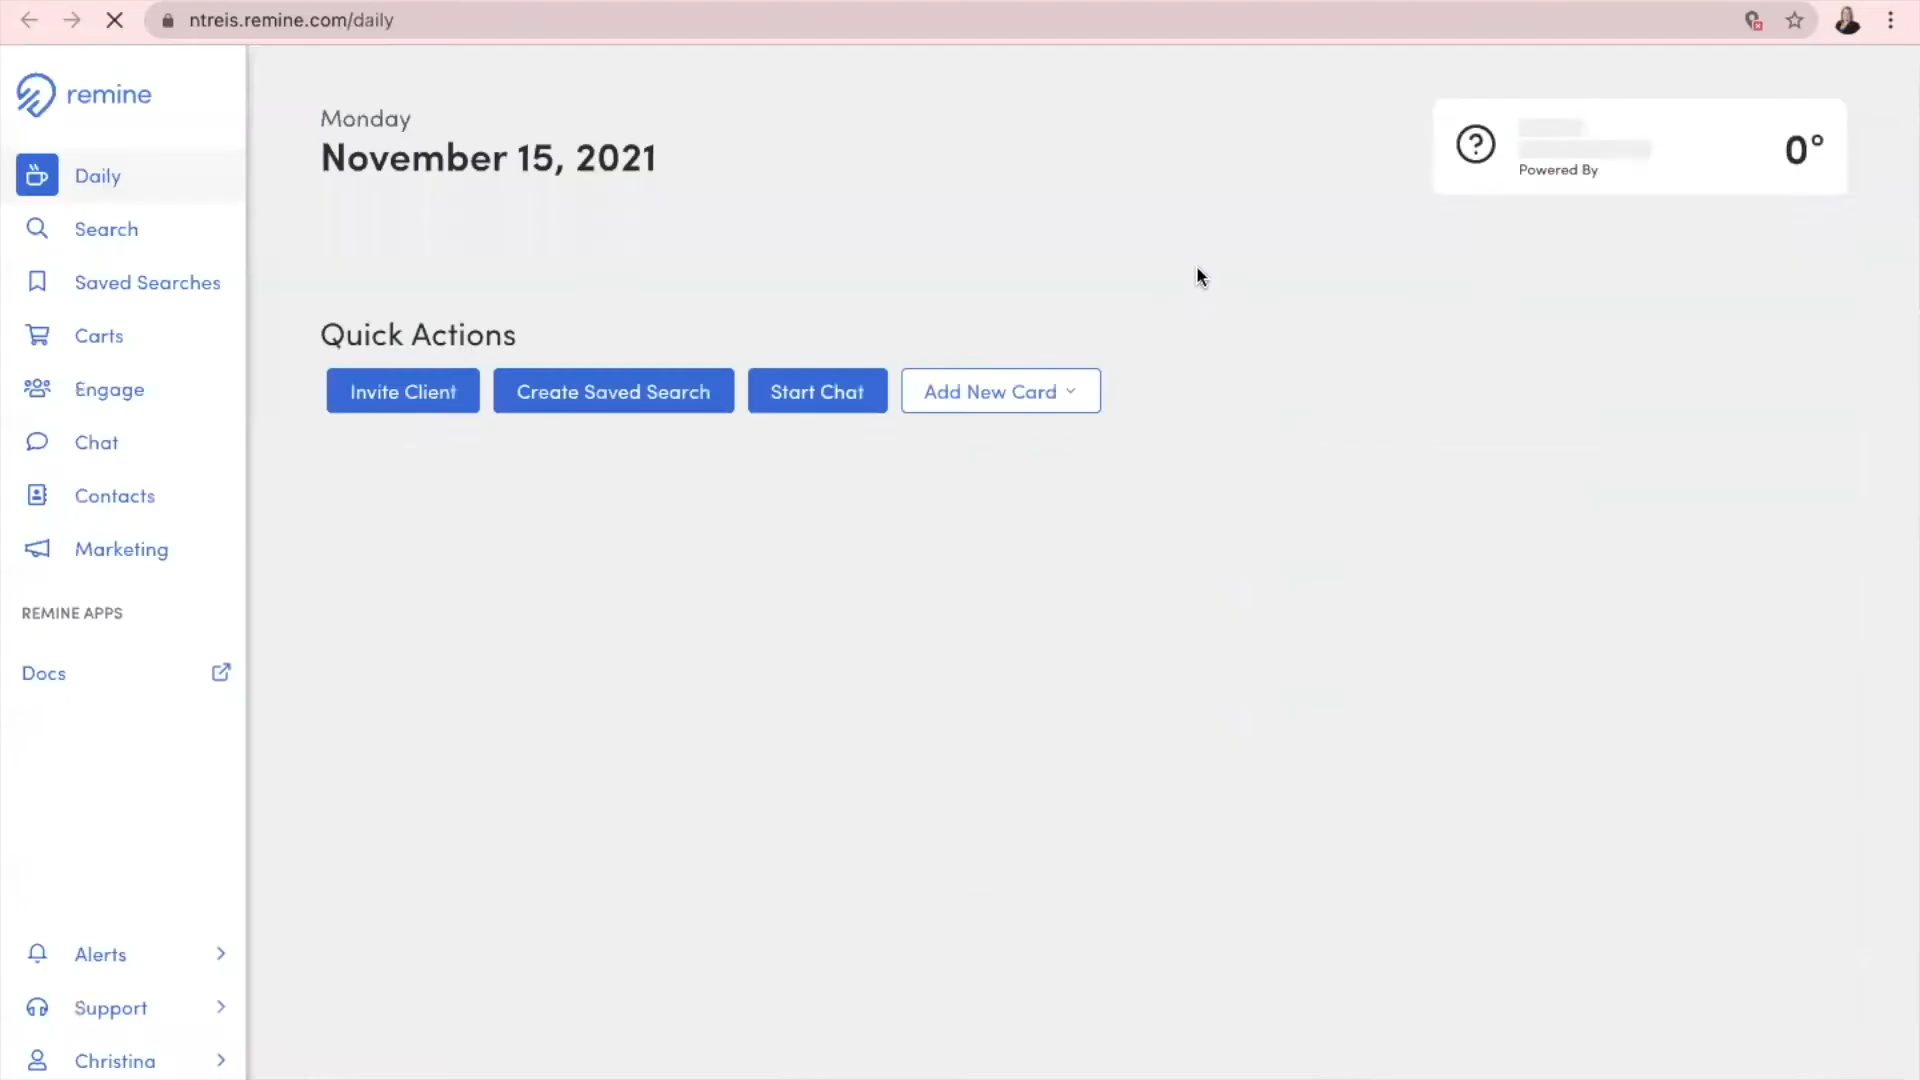 ntreis.remine.com/daily
remine
Daily
Search
Saved Searches
Carts
Engage
Chat
Contacts
Marketing
REMINE APPS
Docs
Alerts
Support
Christina
Monday
November 15, 2021
Powered By
0°
Quick Actions
Invite Client
Create Saved Search
Start Chat
Add New Card